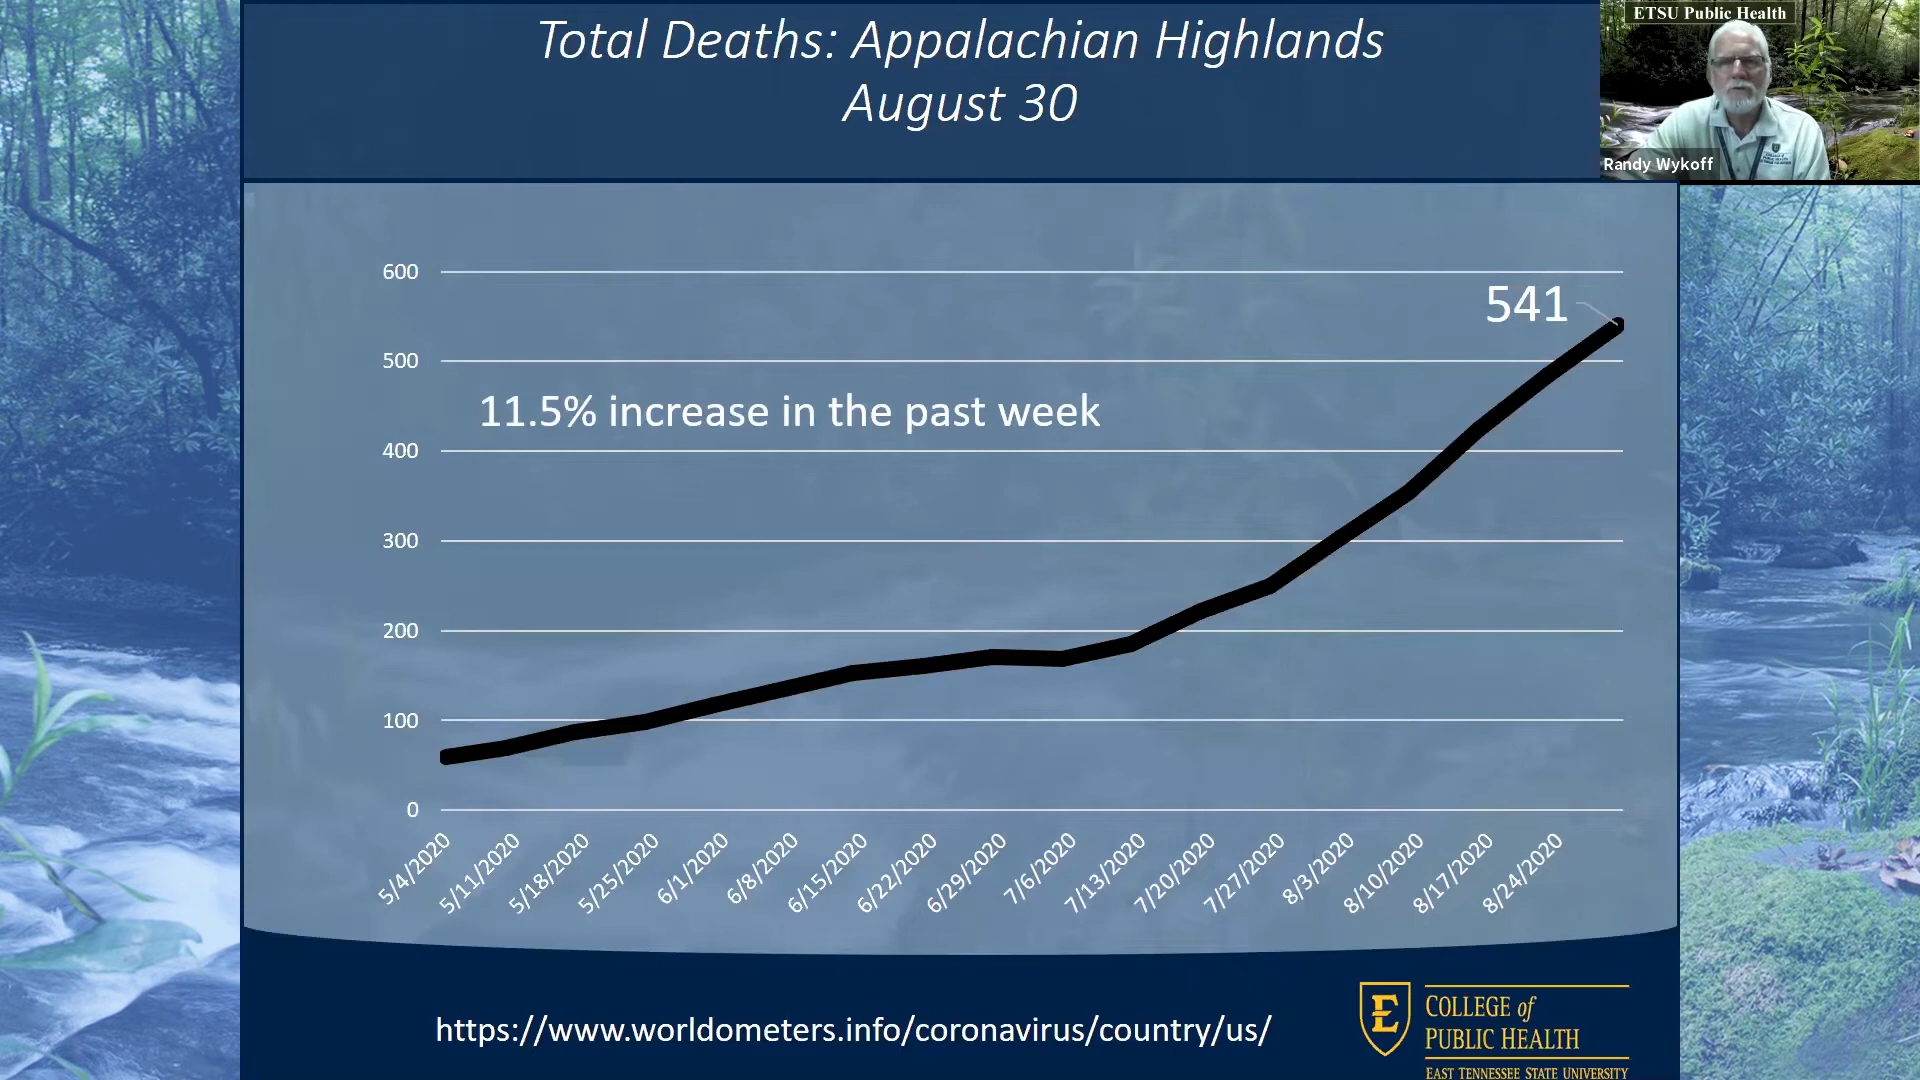 Total Deaths: Appalachian Highlands
August 30
ETSU Public Health
Randy Wykoff
600
500
400
300
200
100
0
541
11.5% increase in the past week
5/4/2020
5/11/2020
5/18/2020
5/25/2020
6/1/2020
6/8/2020
6/15/2020
6/22/2020
6/29/2020
7/6/2020
7/13/2020
7/20/2020
7/27/2020
8/3/2020
8/10/2020
8/17/2020
8/24/2020
https://www.worldometers.info/coronavirus/country/us/
E
COLLEGE of
PUBLIC HEALTH
EAST TENNESSEE STATE UNIVERSITY